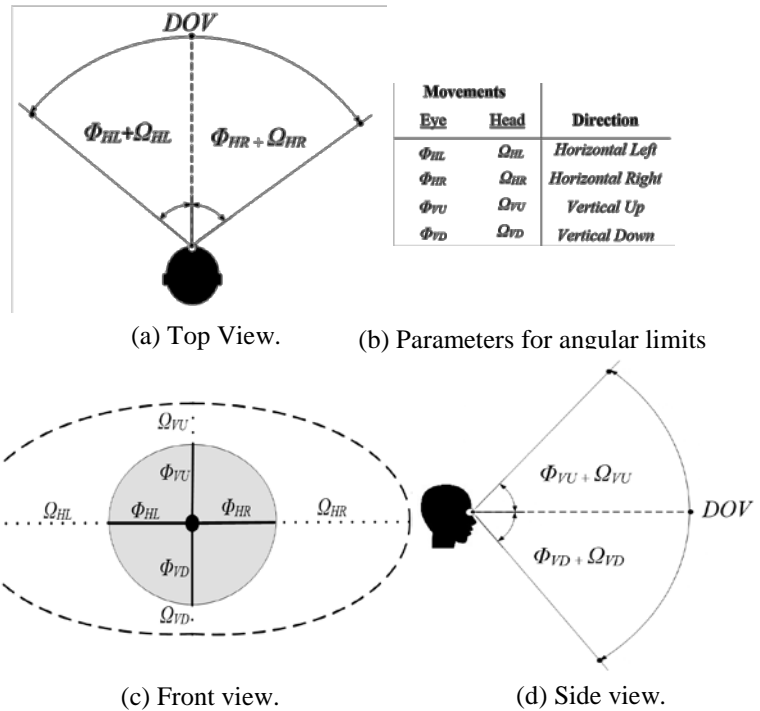 DOV
Φ_HL+Ω_HL Φ_HR + Ω_HR
(a) Top View.
Movements
Eye Head Direction
Φ_HL Ω_HL Horizontal Left
Φ_HR Ω_HR Horizontal Right
Φ_VU Ω_VU Vertical Up
Φ_VD Ω_VD Vertical Down
(b) Parameters for angular limits
Ω_VU
Φ_VU
Ω_HL Φ_HL Φ_HR Ω_HR
Φ_VD
Ω_VD
(c) Front view.
Φ_VU + Ω_VU
DOV
Φ_VD + Ω_VD
(d) Side view.